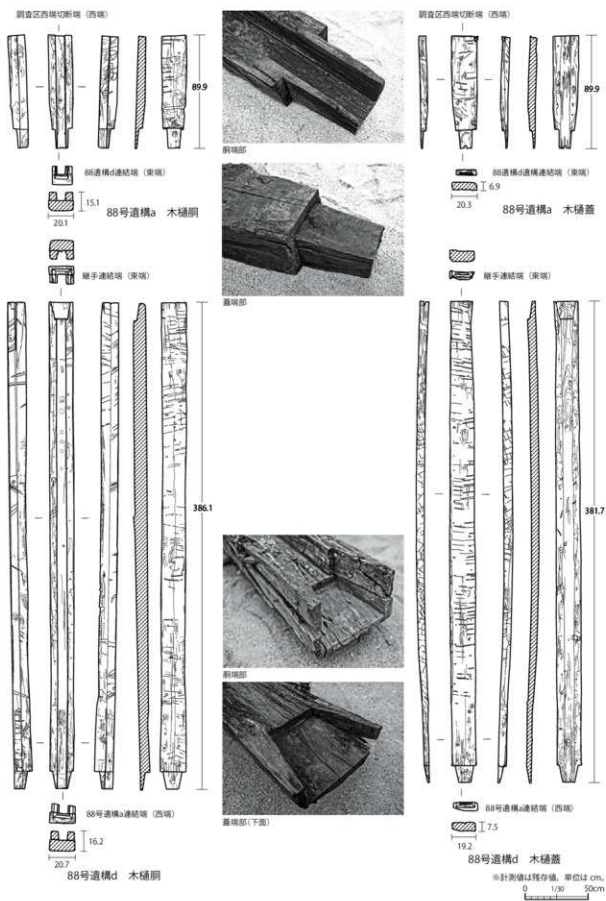 調査区西端切断端（西端）
89.9
88遺構d連結端（東端）
15.1
20.1
88号遺構a 木樋胴
継手連結端（東端）
386.1
88号遺構a連結端（西端）
16.2
20.7
88号遺構d 木樋胴
胴端部
蓋端部
胴端部
蓋端部（下面）
調査区西端切断端（西端）
89.9
88遺構d遺構連結端（東端）
6.9
20.3
88号遺構a 木樋蓋
継手連結端（東端）
381.7
88号遺構a連結端（西端）
7.5
19.2
88号遺構d 木樋蓋
※計測値は残存値、単位は cm。
0 1/30 50cm